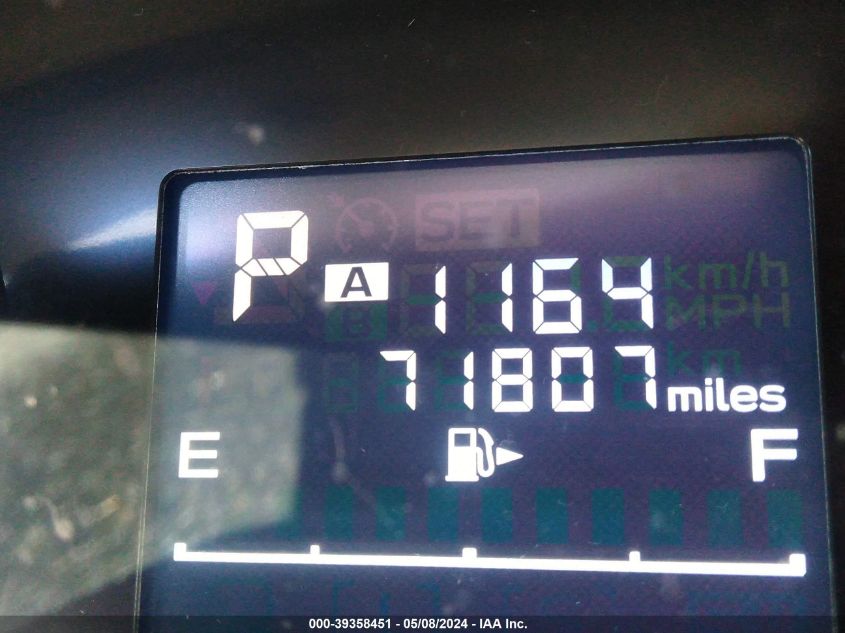 SET
P
A 1164 km/h
MPH
km
71807 miles
E F
000-39358451 - 05/08/2024 - IAA Inc.